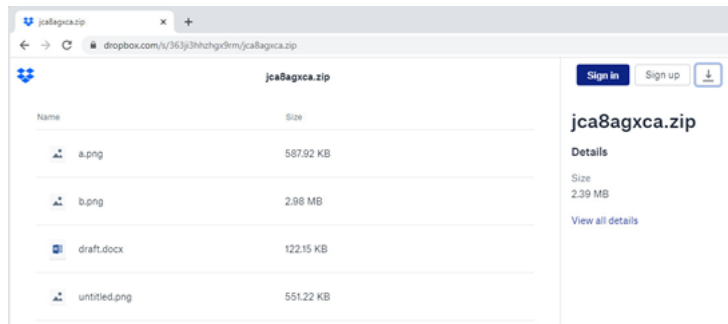 jca8agxca.zip
dropbox.com/s/363ji3hhzhgx9rm/jca8agxca.zip
jca8agxca.zip
Sign in Sign up
Name Size
a.png 587.92 KB
b.png 2.98 MB
draft.docx 122.15 KB
untitled.png 551.22 KB
jca8agxca.zip
Details
Size
2.39 MB
View all details